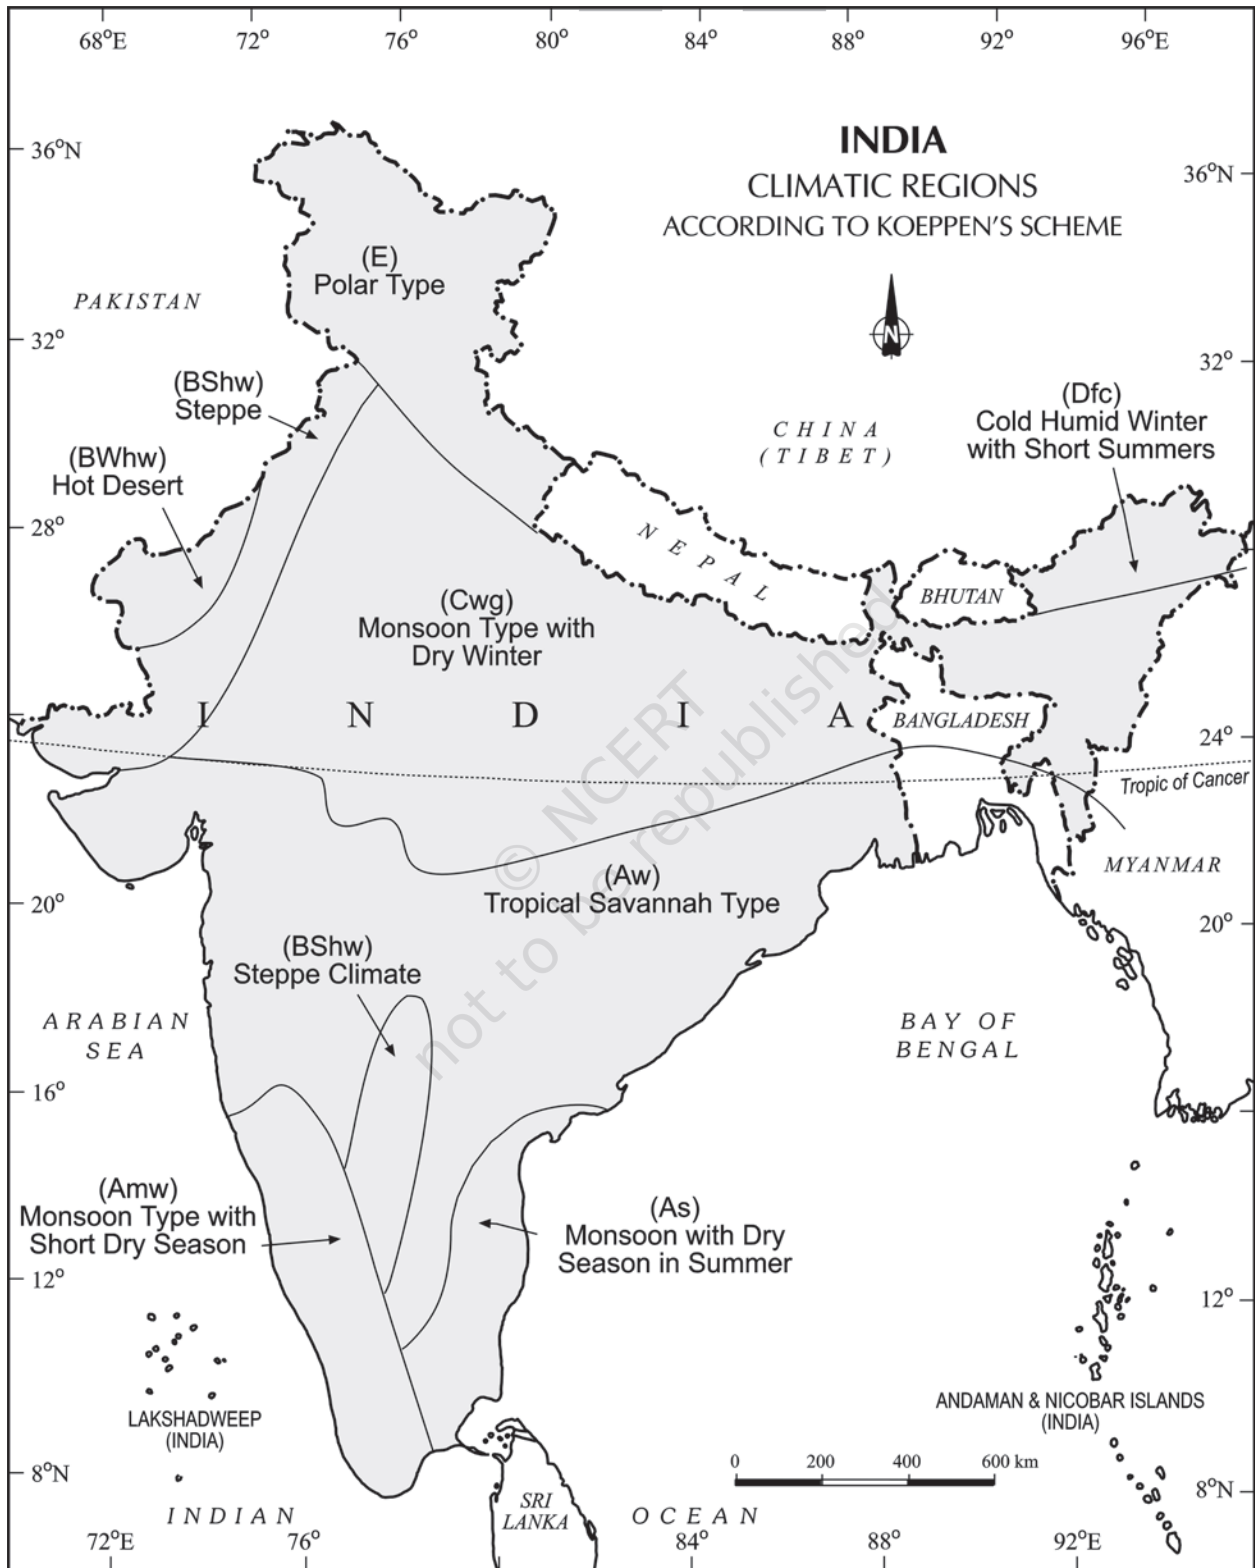 68°E 72° 76° 80° 84° 88° 92° 96°E
INDIA
CLIMATIC REGIONS
ACCORDING TO KOEPPEN'S SCHEME
36°N
36°N
(E)
Polar Type
PAKISTAN
N
32°
32°
(BShw)
Steppe
(Dfc)
Cold Humid Winter
with Short Summers
CHINA
(TIBET)
(BWhw)
Hot Desert
28°
NEPAL
BHUTAN
(Cwg)
Monsoon Type with
Dry Winter
INDIA
BANGLADESH
24°
24°
Tropic of Cancer
© NCERT
not to be republished
MYANMAR
(Aw)
Tropical Savannah Type
20°
20°
(BShw)
Steppe Climate
ARABIAN
SEA
BAY OF
BENGAL
16°
(Amw)
Monsoon Type with
Short Dry Season
(As)
Monsoon with Dry
Season in Summer
12°
12°
LAKSHADWEEP
(INDIA)
ANDAMAN & NICOBAR ISLANDS
(INDIA)
0 200 400 600 km
8°N
8°N
SRI
LANKA
INDIAN OCEAN
72°E 76° 84° 88° 92°E